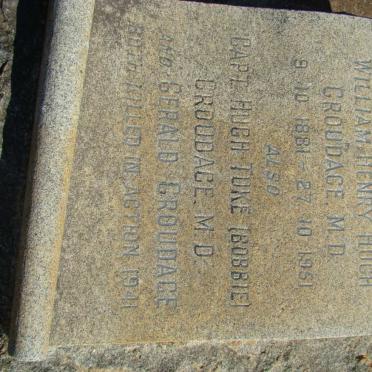 WILLIAM HENRY HUGH
CROUDACE M.D.
9.10.1881 - 27.10.1951
ALSO
CAPT. HUGH TUKE (BOBBIE)
CROUDACE. M.D.
AND GERALD CROUDACE
BOTH KILLED IN ACTION 1941